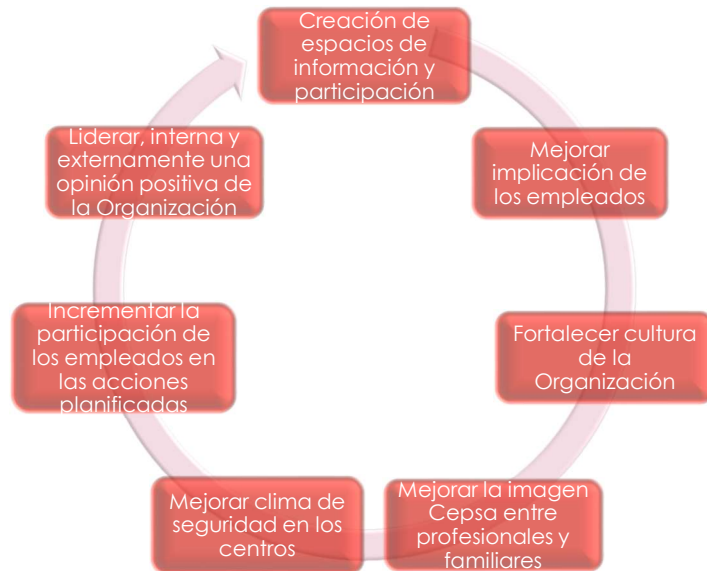 Creación de
espacios de
información y
participación
Mejorar
implicación de
los empleados
Fortalecer cultura
de la
Organización
Mejorar la imagen
Cepsa entre
profesionales y
familiares
Mejorar clima de
seguridad en los
centros
Incrementar la
participación de
los empleados en
las acciones
planificadas
Liderar, interna y
externamente una
opinión positiva de
la Organización